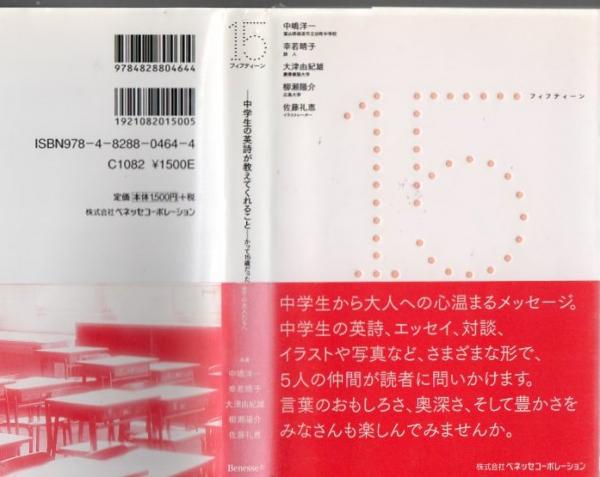 9784828804644
1921082015005
ISBN978-4-8288-0464-4
C1082 ¥1500E
定価 本体1,500円+税
株式会社ベネッセコーポレーション
15
フィフティーン
―中学生の英詩が教えてくれること―かつて15歳だった
中嶋洋一
幸若晴子
大津由紀雄
柳瀬陽介
佐藤礼恵
Benesse
中嶋洋一
幸若晴子
詩人
大津由紀雄
慶應義塾大学
柳瀬陽介
広島大学
佐藤礼恵
イラストレーター
15
フィフティーン
中学生から大人への心温まるメッセージ。
中学生の英詩、エッセイ、対談、
イラストや写真など、さまざまな形で、
5人の仲間が読者に問いかけます。
言葉のおもしろさ、奥深さ、そして豊かさを
みなさんも楽しんでみませんか。
株式会社ベネッセコーポレーション